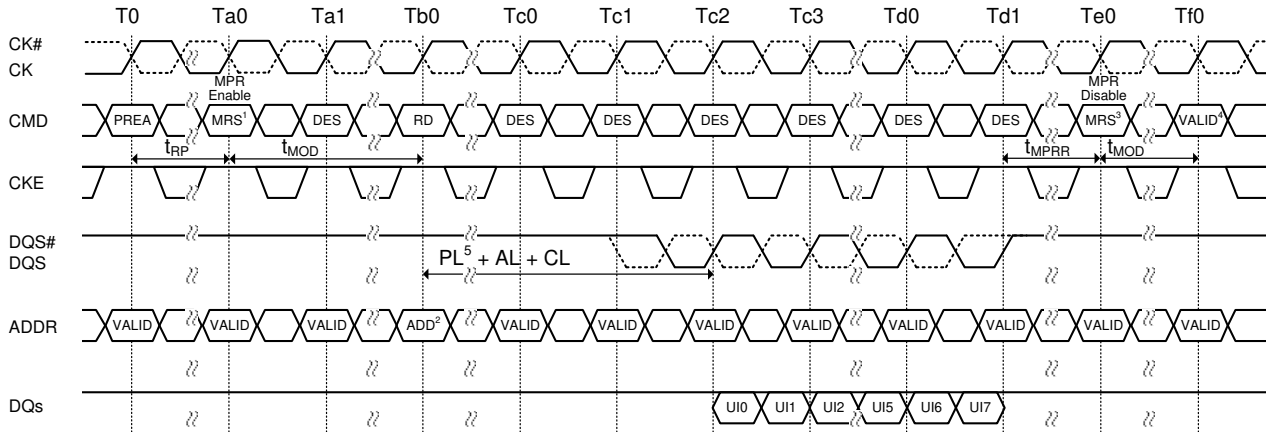 T0 Ta0 Ta1 Tb0 Tc0 Tc1 Tc2 Tc3 Td0 Td1 Te0 Tf0
CK#
CK
MPR Enable
MPR Disable
CMD PREA MRS¹ DES RD DES DES DES DES DES DES MRS³ VALID⁴
tRP tMOD tMPRR tMOD
CKE
DQS#
DQS
PL⁵ + AL + CL
ADDR VALID VALID VALID ADD² VALID VALID VALID VALID VALID VALID VALID VALID
DQs UI0 UI1 UI2 UI5 UI6 UI7